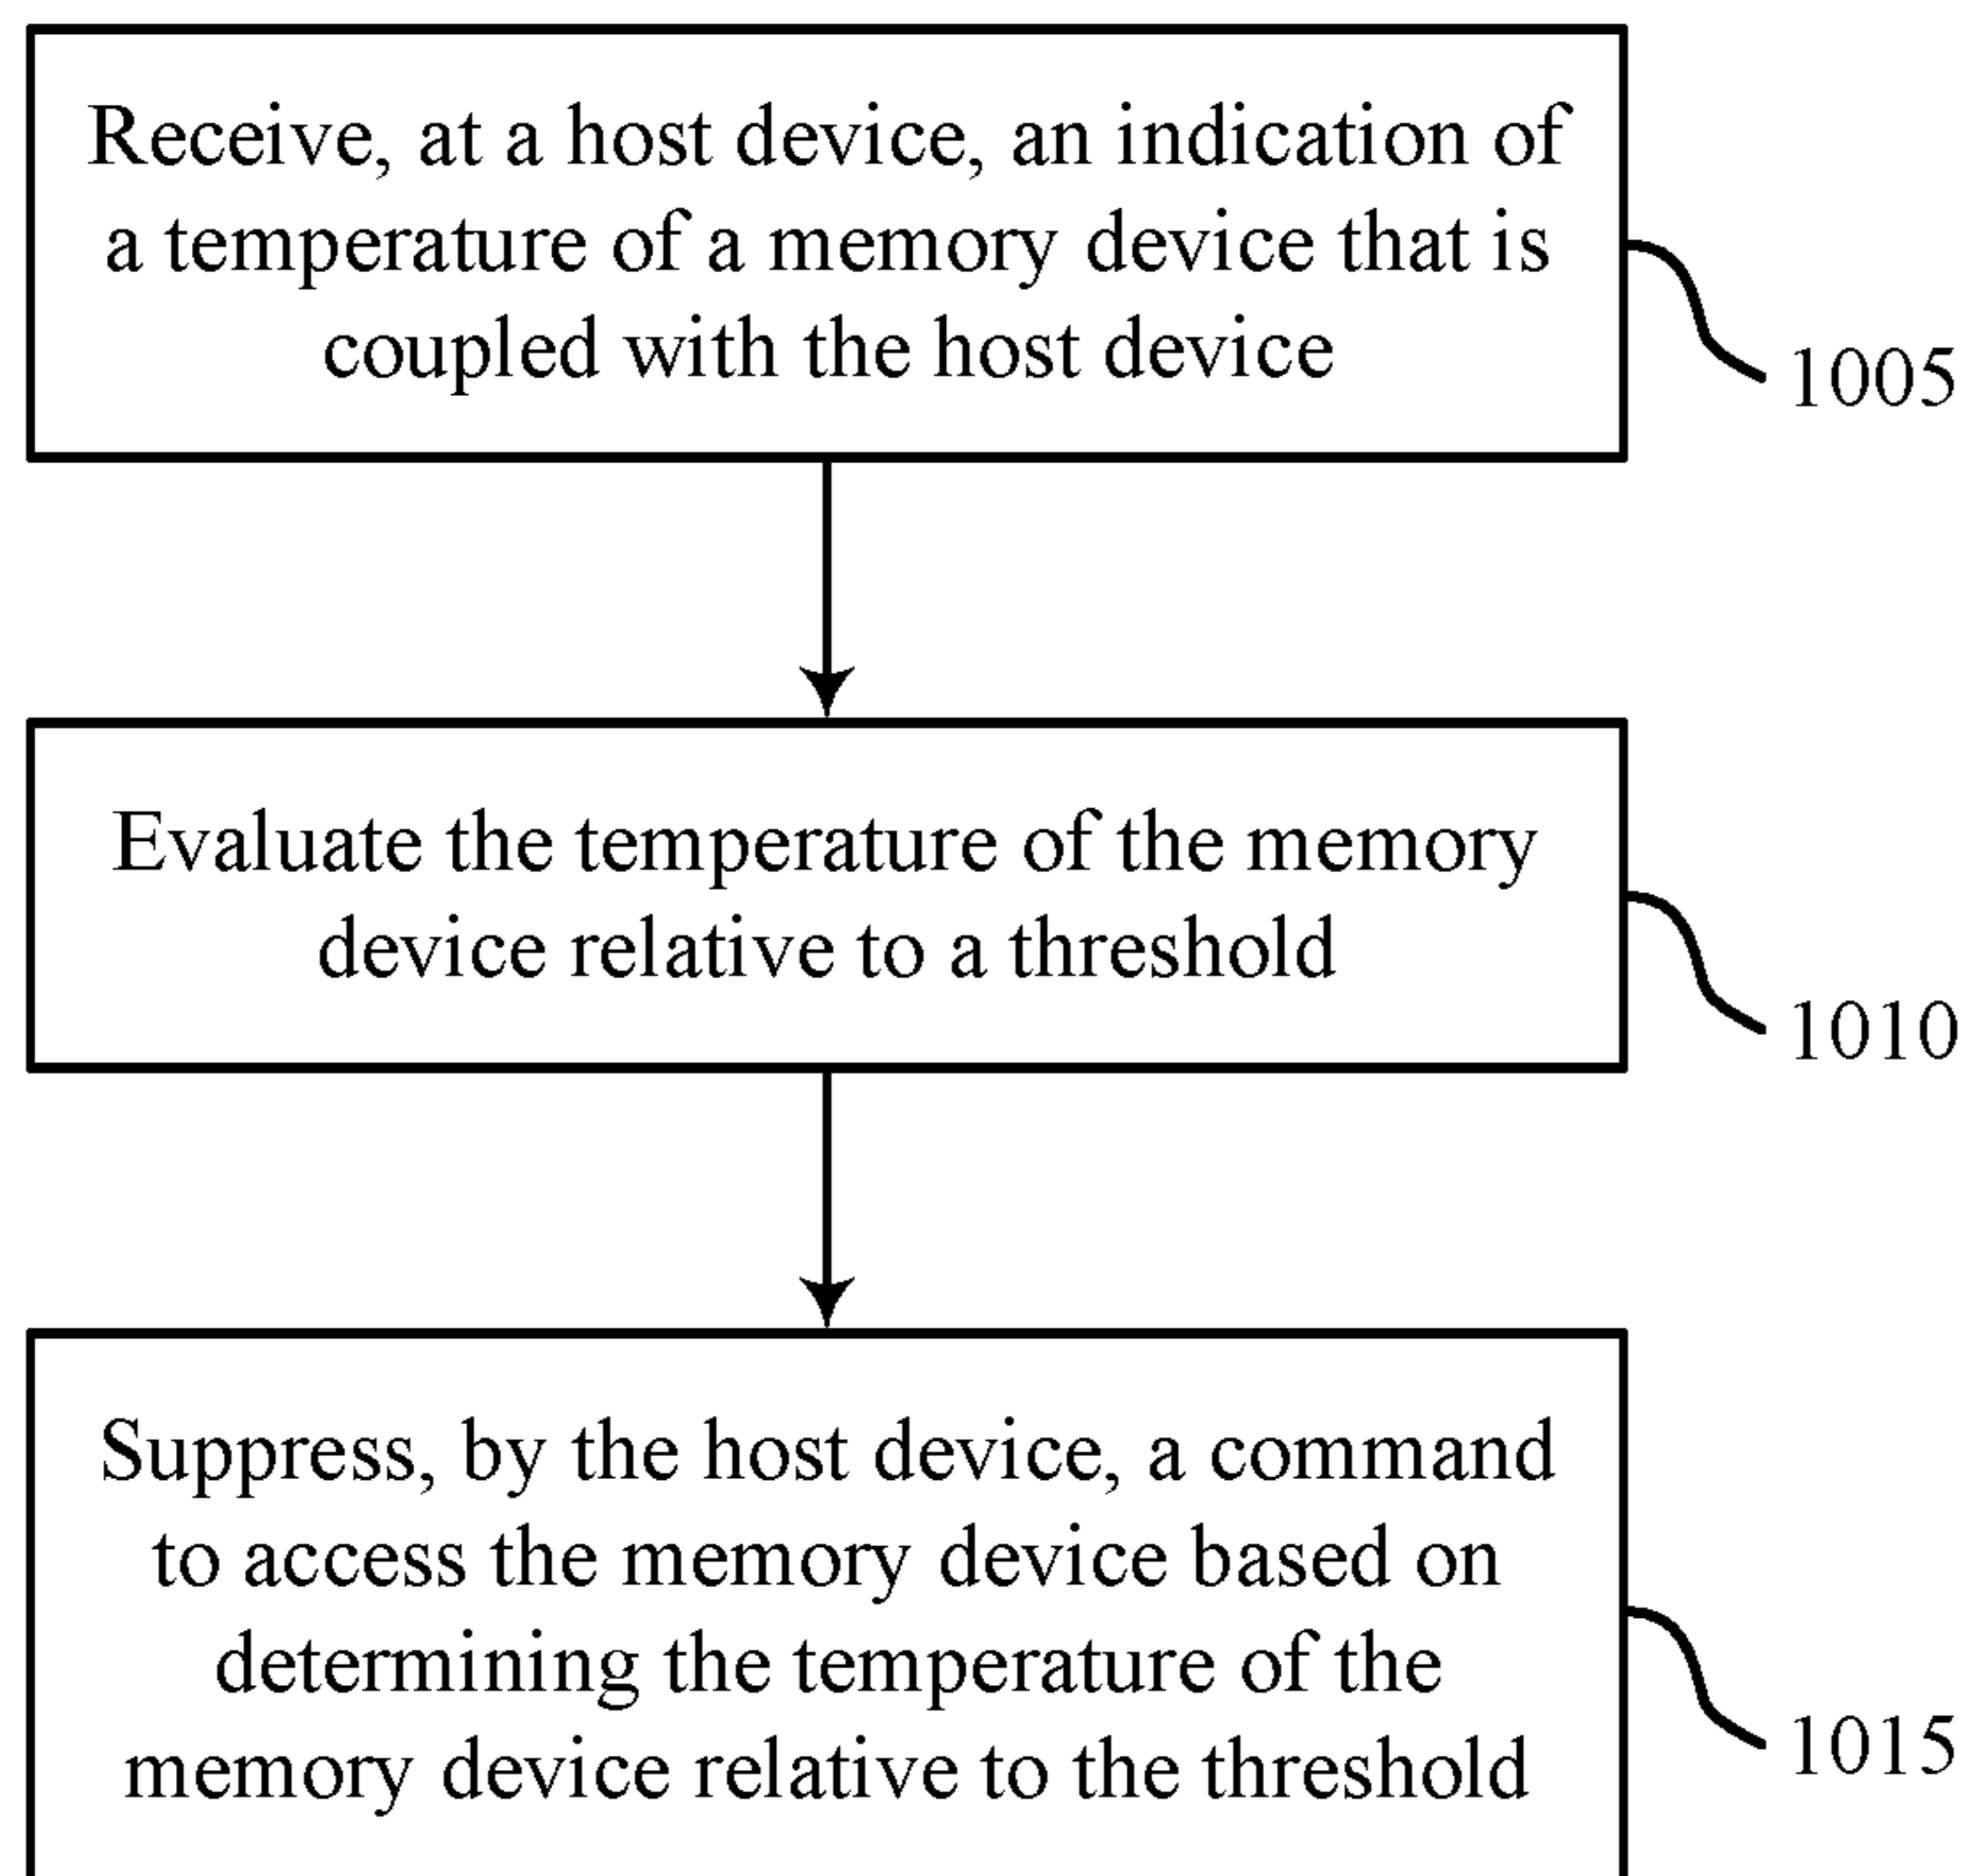 Receive, at a host device, an indication of
a temperature of a memory device that is
coupled with the host device
1005
Evaluate the temperature of the memory
device relative to a threshold
1010
Suppress, by the host device, a command
to access the memory device based on
determining the temperature of the
memory device relative to the threshold
1015